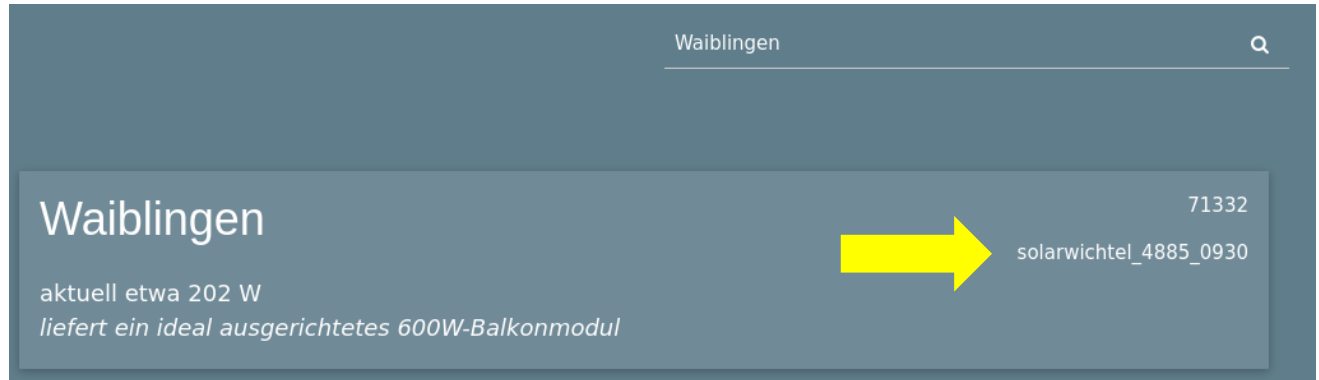 Waiblingen
Waiblingen
71332
solarwichtel_4885_0930
aktuell etwa 202 W
liefert ein ideal ausgerichtetes 600W-Balkonmodul